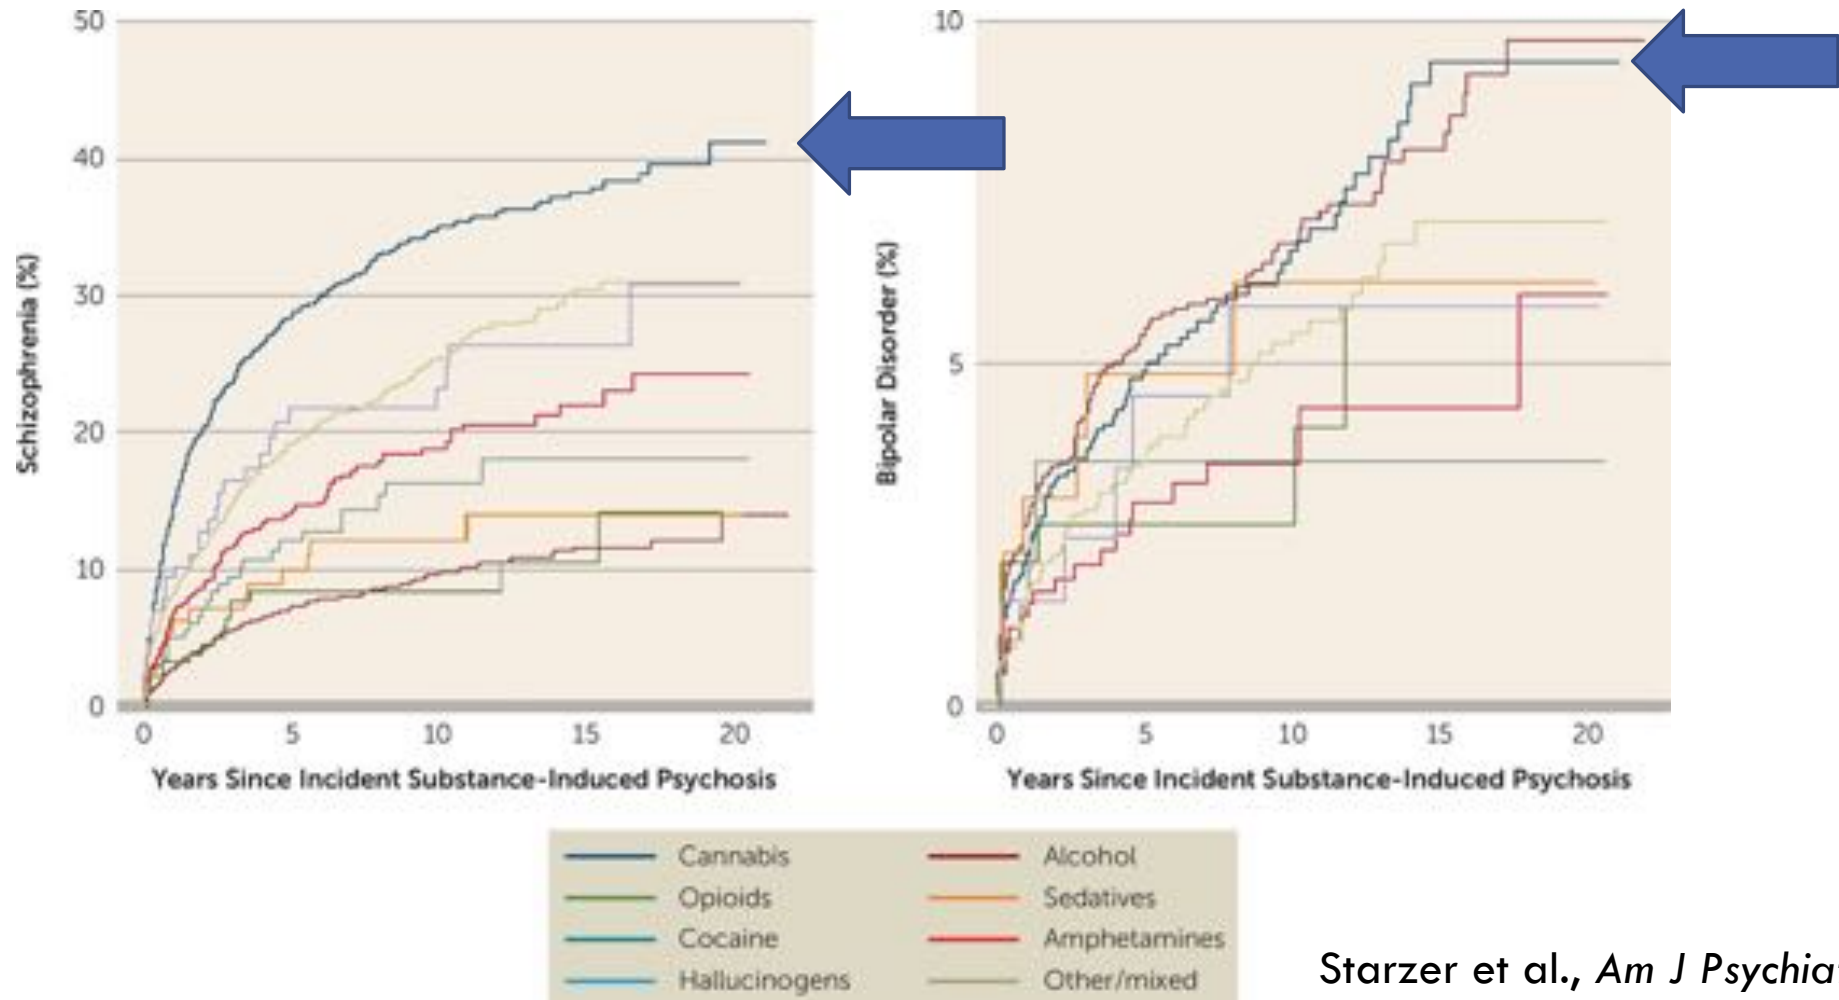 50
40
30
20
10
0
Schizophrenia (%)
0 5 10 15 20
Years Since Incident Substance-Induced Psychosis
10
5
0
Bipolar Disorder (%)
0 5 10 15 20
Years Since Incident Substance-Induced Psychosis
Cannabis Alcohol
Opioids Sedatives
Cocaine Amphetamines
Hallucinogens Other/mixed
Starzer et al., Am J Psychia